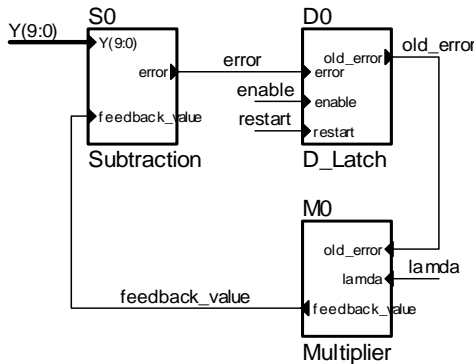 S0
D0
Y(9:0)
Y(9:0)
error
error
old_error
old_error
error
enable
enable
feedback_value
restart
restart
Subtraction
D_Latch
M0
old_error
lamda
lamda
feedback_value
feedback_value
Multiplier